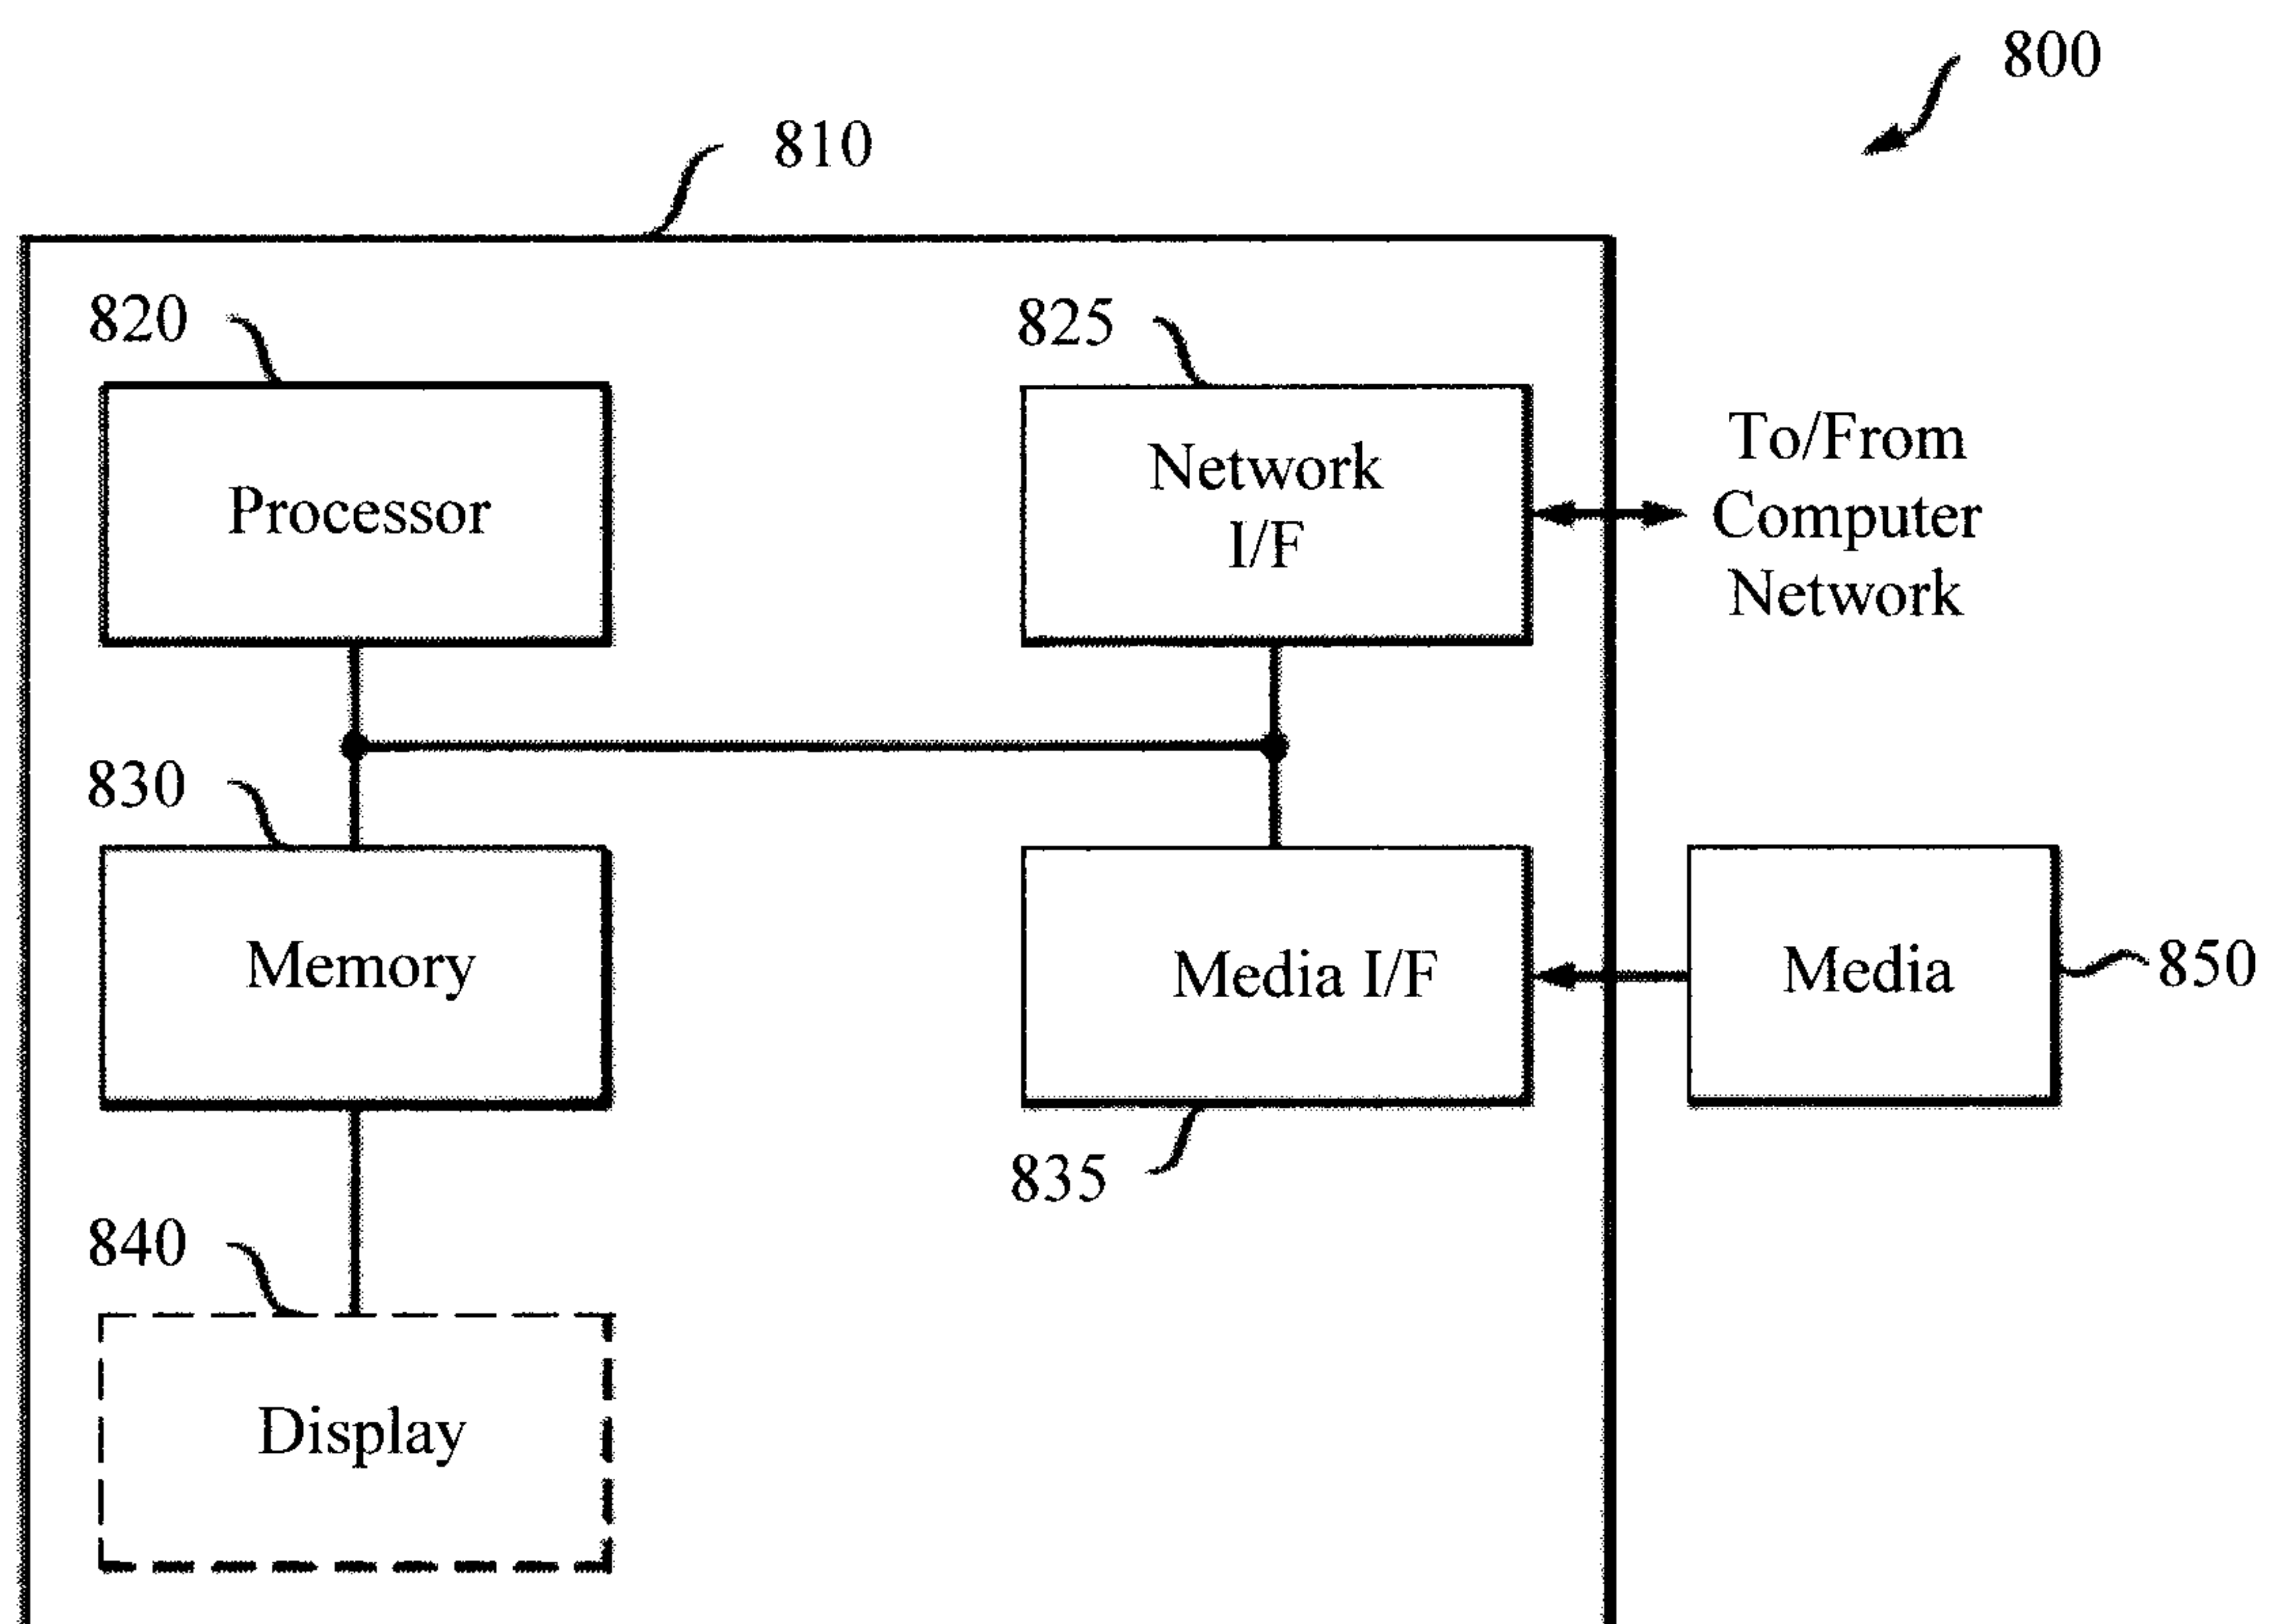 800
810
820
825
Processor
Network
I/F
To/From
Computer
Network
830
Memory
Media I/F
Media
850
835
840
Display